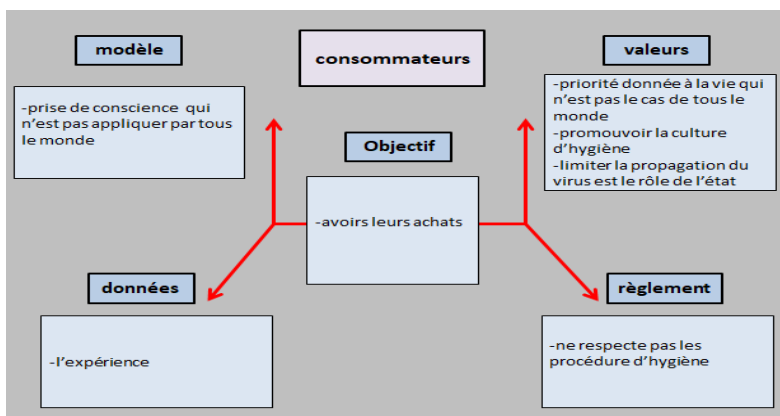 consommateurs
modèle
-prise de conscience qui
n'est pas appliquer par tous
le monde
valeurs
-priorité donnée à la vie qui
n'est pas le cas de tous le
monde
-promouvoir la culture
d'hygiène
-limiter la propagation du
virus est le rôle de l'état
Objectif
-avoirs leurs achats
données
-l'expérience
règlement
-ne respecte pas les
procédure d'hygiène